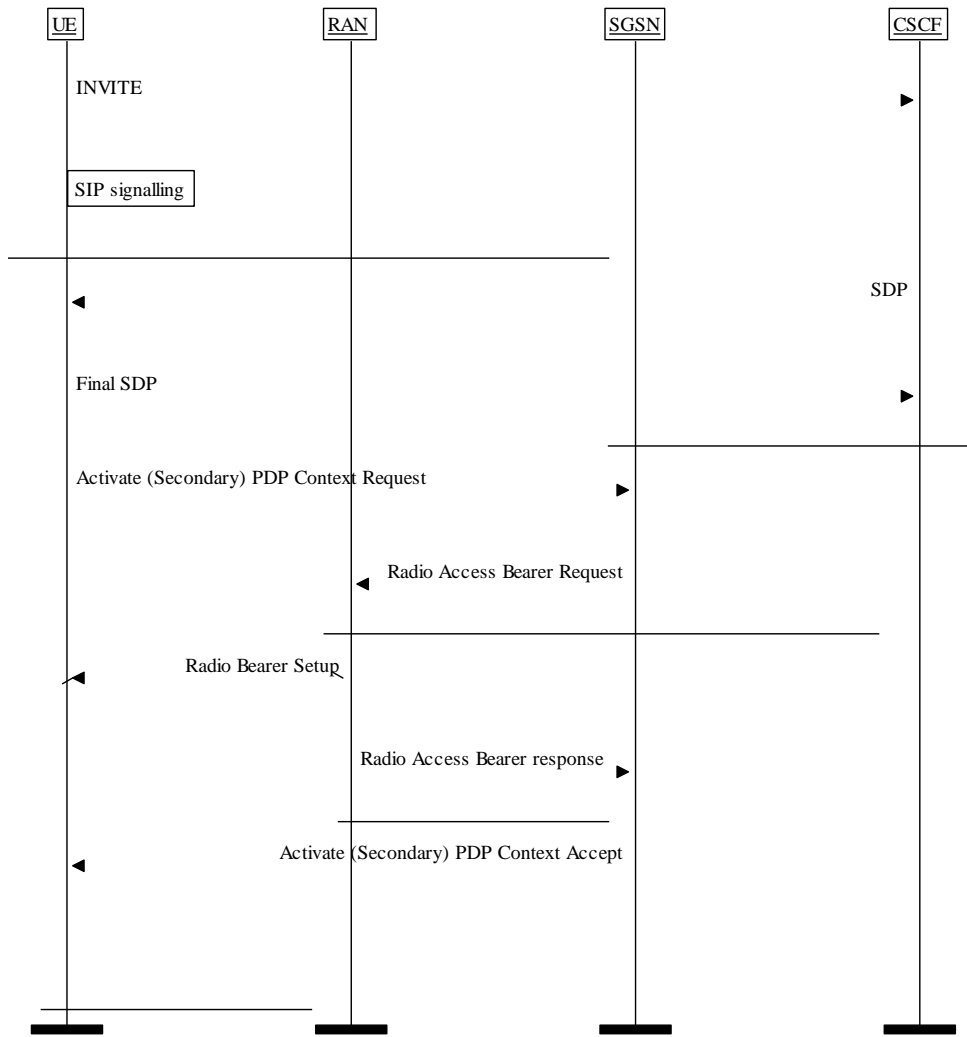 UE
RAN
SGSN
CSCF
INVITE
SIP signalling
SDP
Final SDP
Activate (Secondary) PDP Context Request
Radio Access Bearer Request
Radio Bearer Setup
Radio Access Bearer response
Activate (Secondary) PDP Context Accept